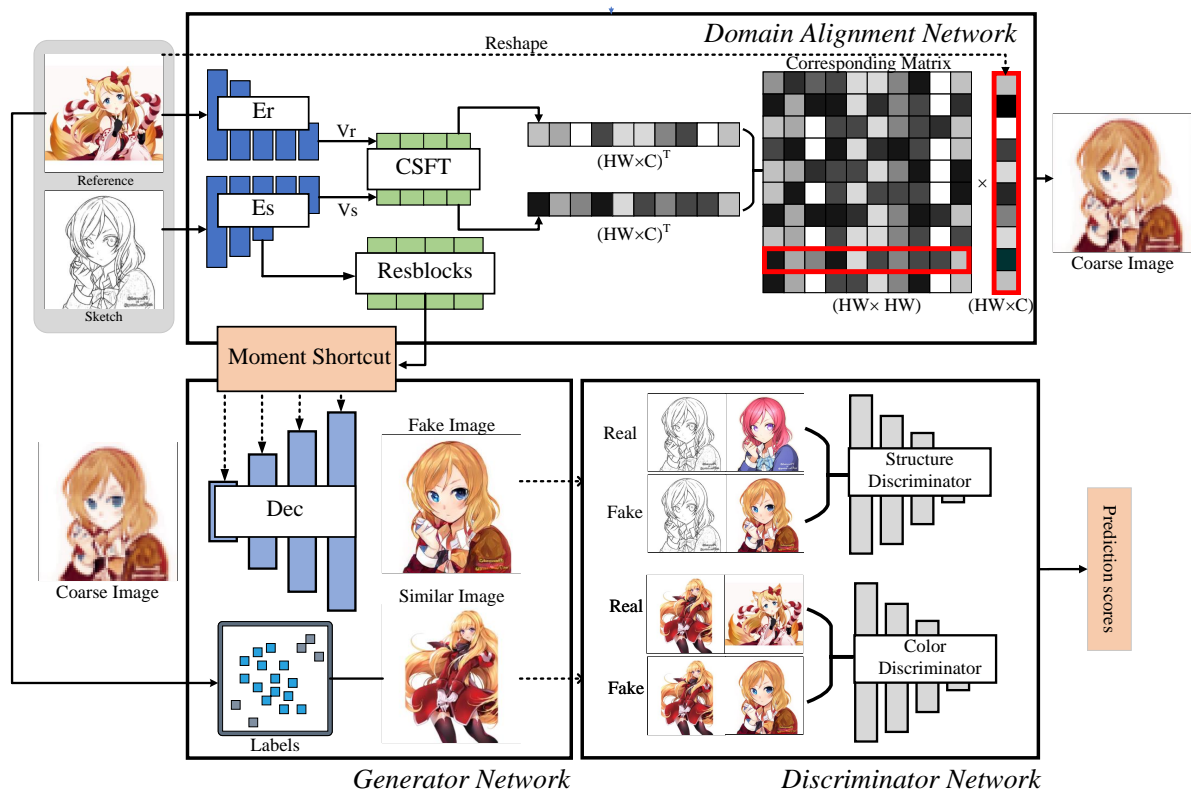 Domain Alignment Network
Reshape
Corresponding Matrix
Er
Vr
CSFT
(HW×C)T
Reference
Es
Vs
(HW×C)T
×
Resblocks
Sketch
(HW× HW)
(HW×C)
Coarse Image
Moment Shortcut
Fake Image
Real
Structure
Discriminator
Fake
Dec
Coarse Image
Similar Image
Real
Color
Discriminator
Fake
Prediction scores
Labels
Generator Network
Discriminator Network